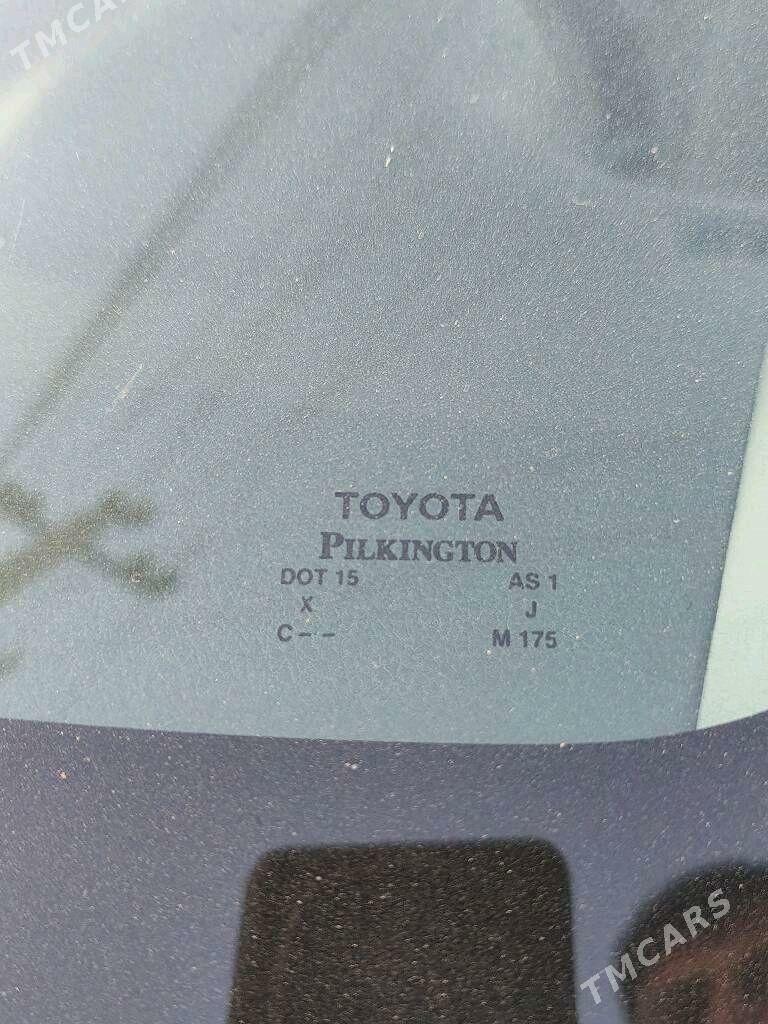 TMCARS
TOYOTA
PILKINGTON
DOT 15 AS 1
X J
C-- M 175
TMCARS